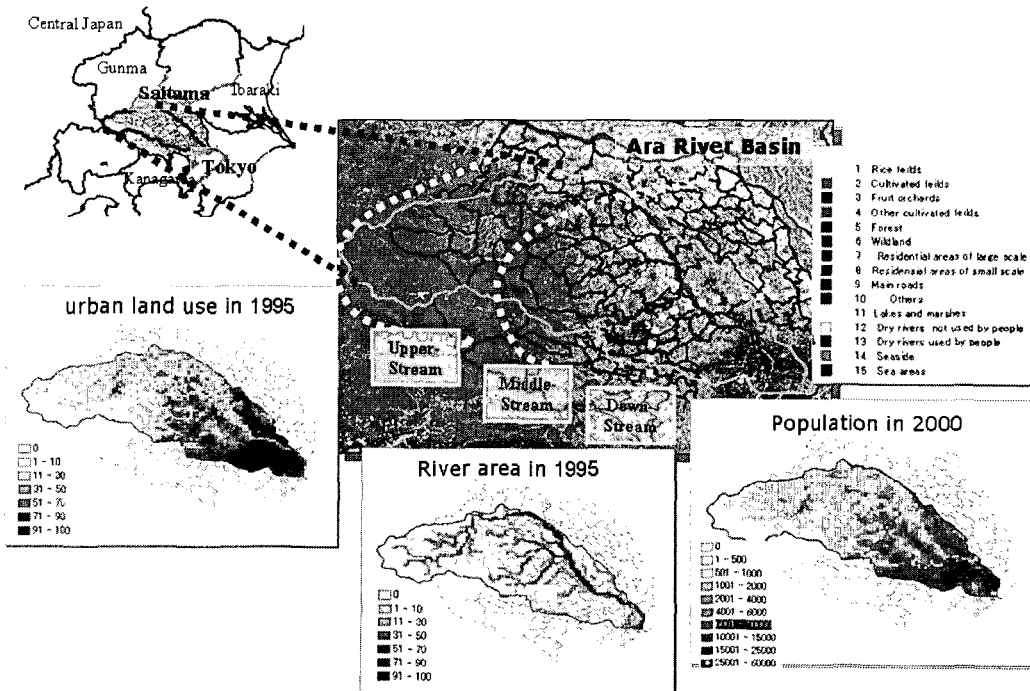 Central Japan
Gunma
Saitama
Ibaraki
Tokyo
Ara River Basin
1 Rice feilds
2 Cultivated feilds
3 Fruit orchards
4 Other cultivated feilds
5 Forest
6 Wildland
7 Residential areas of large scale
8 Residensial areas of small scale
9 Main roads
10 Others
11 Lakes and marshes
12 Dry rivers not used by people
13 Dry rivers used by people
14 Seaside
15 Sea areas
Upper-
Stream
Middle-
Stream
Down-
Stream
urban land use in 1995
0
1 - 10
11 - 30
31 - 50
51 - 70
71 - 90
91 - 100
River area in 1995
0
1 - 10
11 - 30
31 - 50
51 - 70
71 - 90
91 - 100
Population in 2000
0
1 - 500
501 - 1000
1001 - 2000
2001 - 4000
4001 - 6000
10001 - 15000
15001 - 25000
25001 - 60000